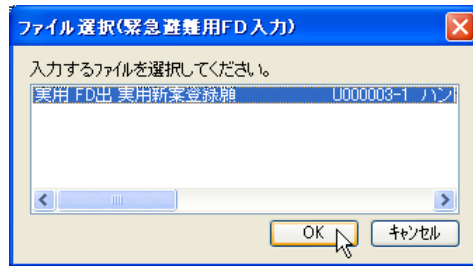 ファイル選択(緊急避難用FD入力)
入力するファイルを選択してください。
実用 FD出 実用新案登録願 U000003-1 ハン
OK
キャンセル